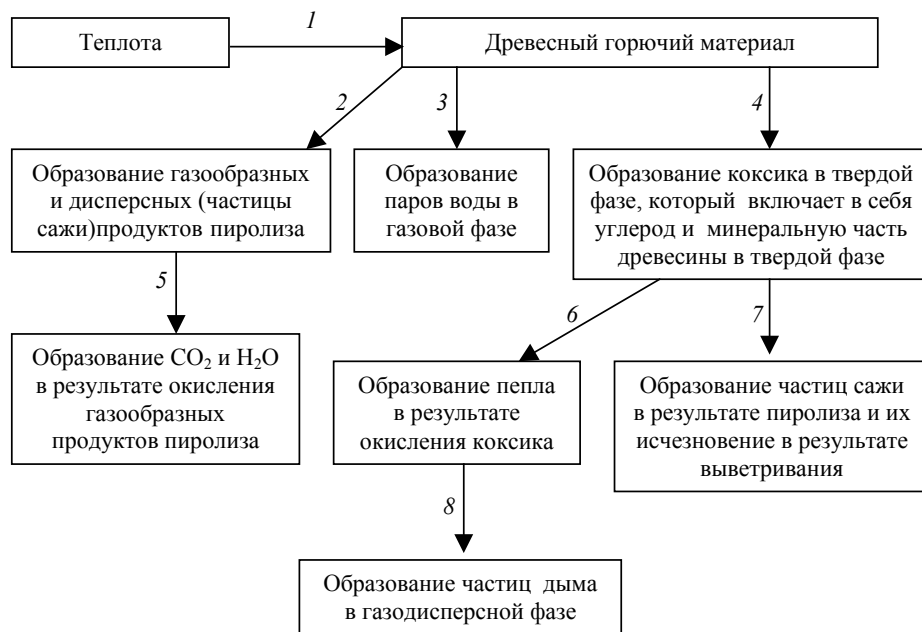 1
Теплота
Древесный горючий материал
2
3
4
Образование газообразных
и дисперсных (частицы
сажи)продуктов пиролиза
Образование
паров воды в
газовой фазе
Образование коксика в твердой
фазе, который включает в себя
углерод и минеральную часть
древесины в твердой фазе
5
6
7
Образование CO₂ и H₂O
в результате окисления
газообразных
продуктов пиролиза
Образование пепла
в результате
окисления коксика
Образование частиц сажи
в результате пиролиза и их
исчезновение в результате
выветривания
8
Образование частиц дыма
в газодисперсной фазе